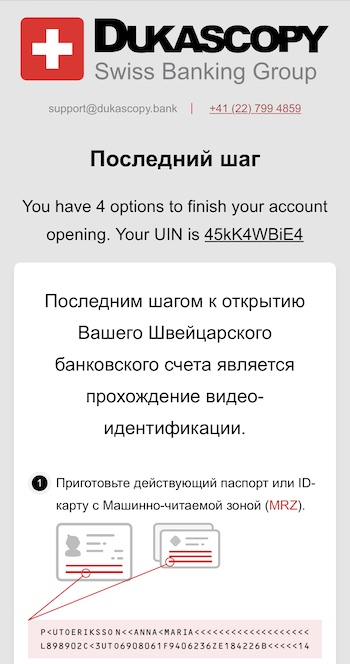 DUKASCOPY
Swiss Banking Group
support@dukascopy.bank | +41 (22) 799 4859
Последний шаг
You have 4 options to finish your account
opening. Your UIN is 45kK4WBiE4
Последним шагом к открытию
Вашего Швейцарского
банковского счета является
прохождение видео-
идентификации.
1 Приготовьте действующий паспорт или ID-
карту с Машинно-читаемой зоной (MRZ).
P<UTOERIKSSON<<ANNA<MARIA<<<<<<<<<<<<<<<<<<<
L898902C<3UTO6908061F9406236ZE184226B<<<<<14